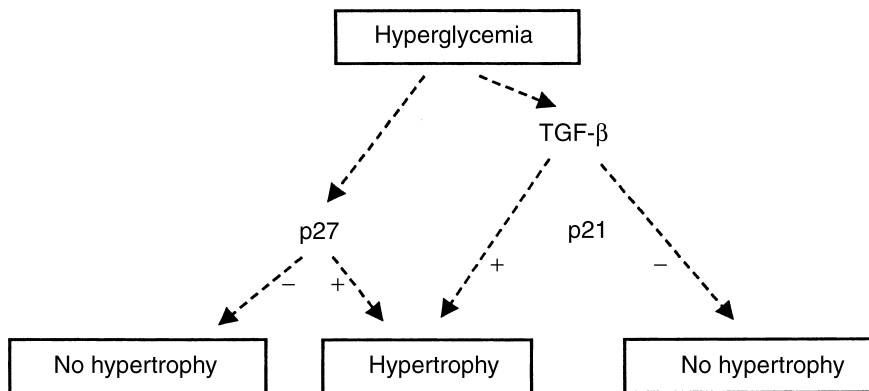 Hyperglycemia
TGF-β
p27
p21
− +
+
−
No hypertrophy
Hypertrophy
No hypertrophy